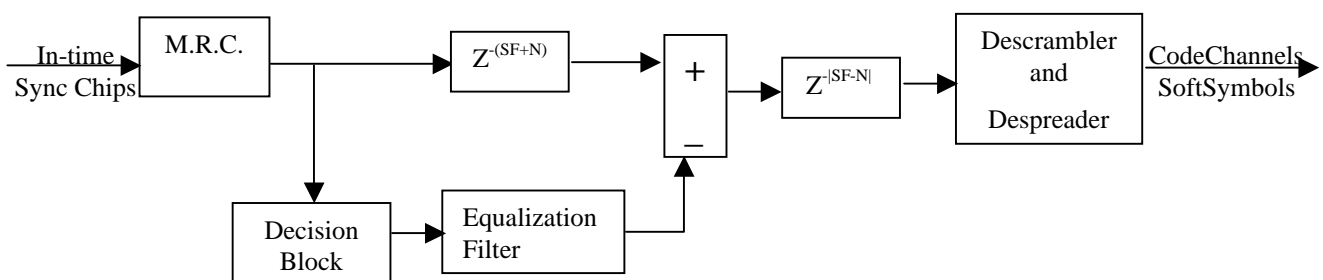 In-time
Sync Chips
M.R.C.
Z-(SF+N)
+
–
Z-|SF-N|
Descrambler
and
Despreader
CodeChannels
SoftSymbols
Decision
Block
Equalization
Filter